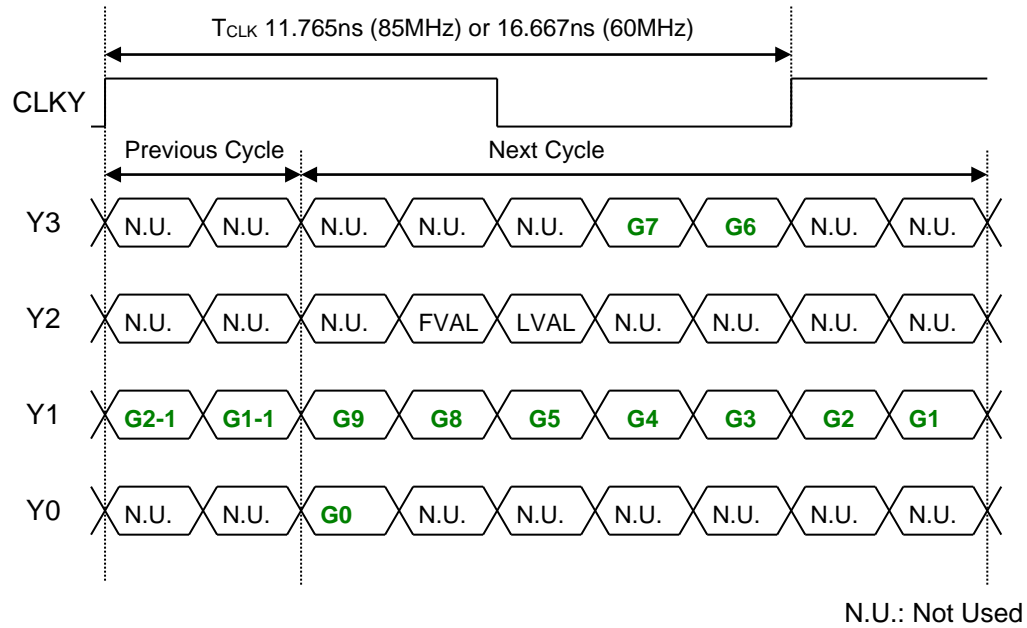 TCLK 11.765ns (85MHz) or 16.667ns (60MHz)
CLKY
Previous Cycle Next Cycle
Y3 N.U. N.U. N.U. N.U. N.U. G7 G6 N.U. N.U.
Y2 N.U. N.U. N.U. FVAL LVAL N.U. N.U. N.U. N.U.
Y1 G2-1 G1-1 G9 G8 G5 G4 G3 G2 G1
Y0 N.U. N.U. G0 N.U. N.U. N.U. N.U. N.U. N.U.
N.U.: Not Used